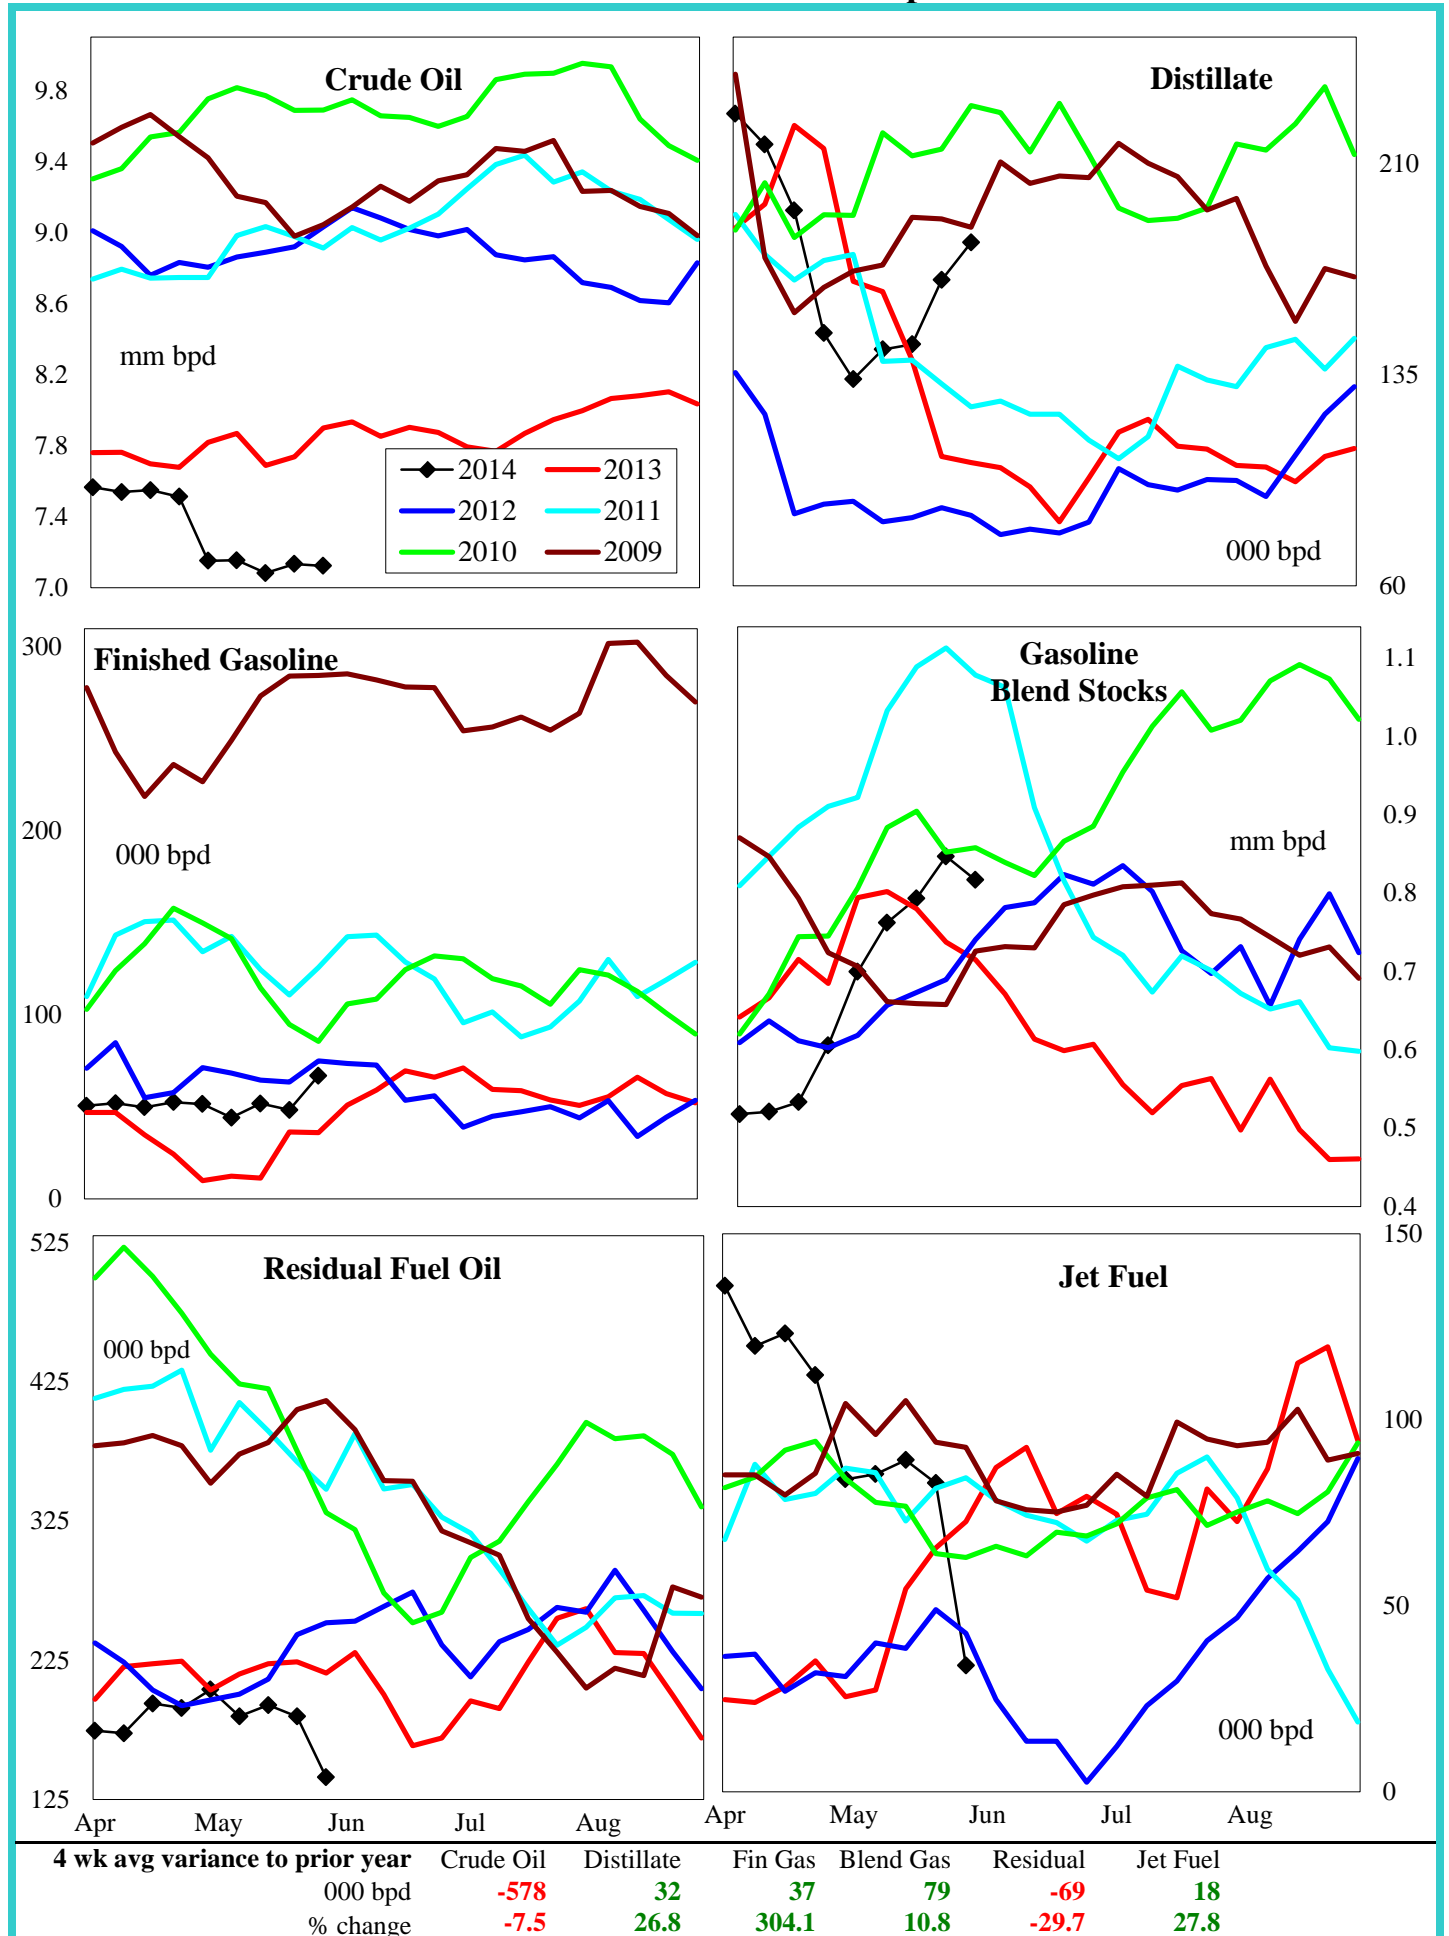 Crude Oil
9.8
9.4
9.0
8.6
8.2
7.8
7.4
7.0
mm bpd
2014 2013
2012 2011
2010 2009
Distillate
210
135
60
000 bpd
Finished Gasoline
300
200
100
0
000 bpd
Gasoline
Blend Stocks
1.1
1.0
0.9
0.8
0.7
0.6
0.5
0.4
mm bpd
Residual Fuel Oil
525
425
325
225
125
000 bpd
Apr May Jun Jul Aug
Jet Fuel
150
100
50
0
000 bpd
Apr May Jun Jul Aug
4 wk avg variance to prior year Crude Oil Distillate Fin Gas Blend Gas Residual Jet Fuel
000 bpd -578 32 37 79 -69 18
% change -7.5 26.8 304.1 10.8 -29.7 27.8